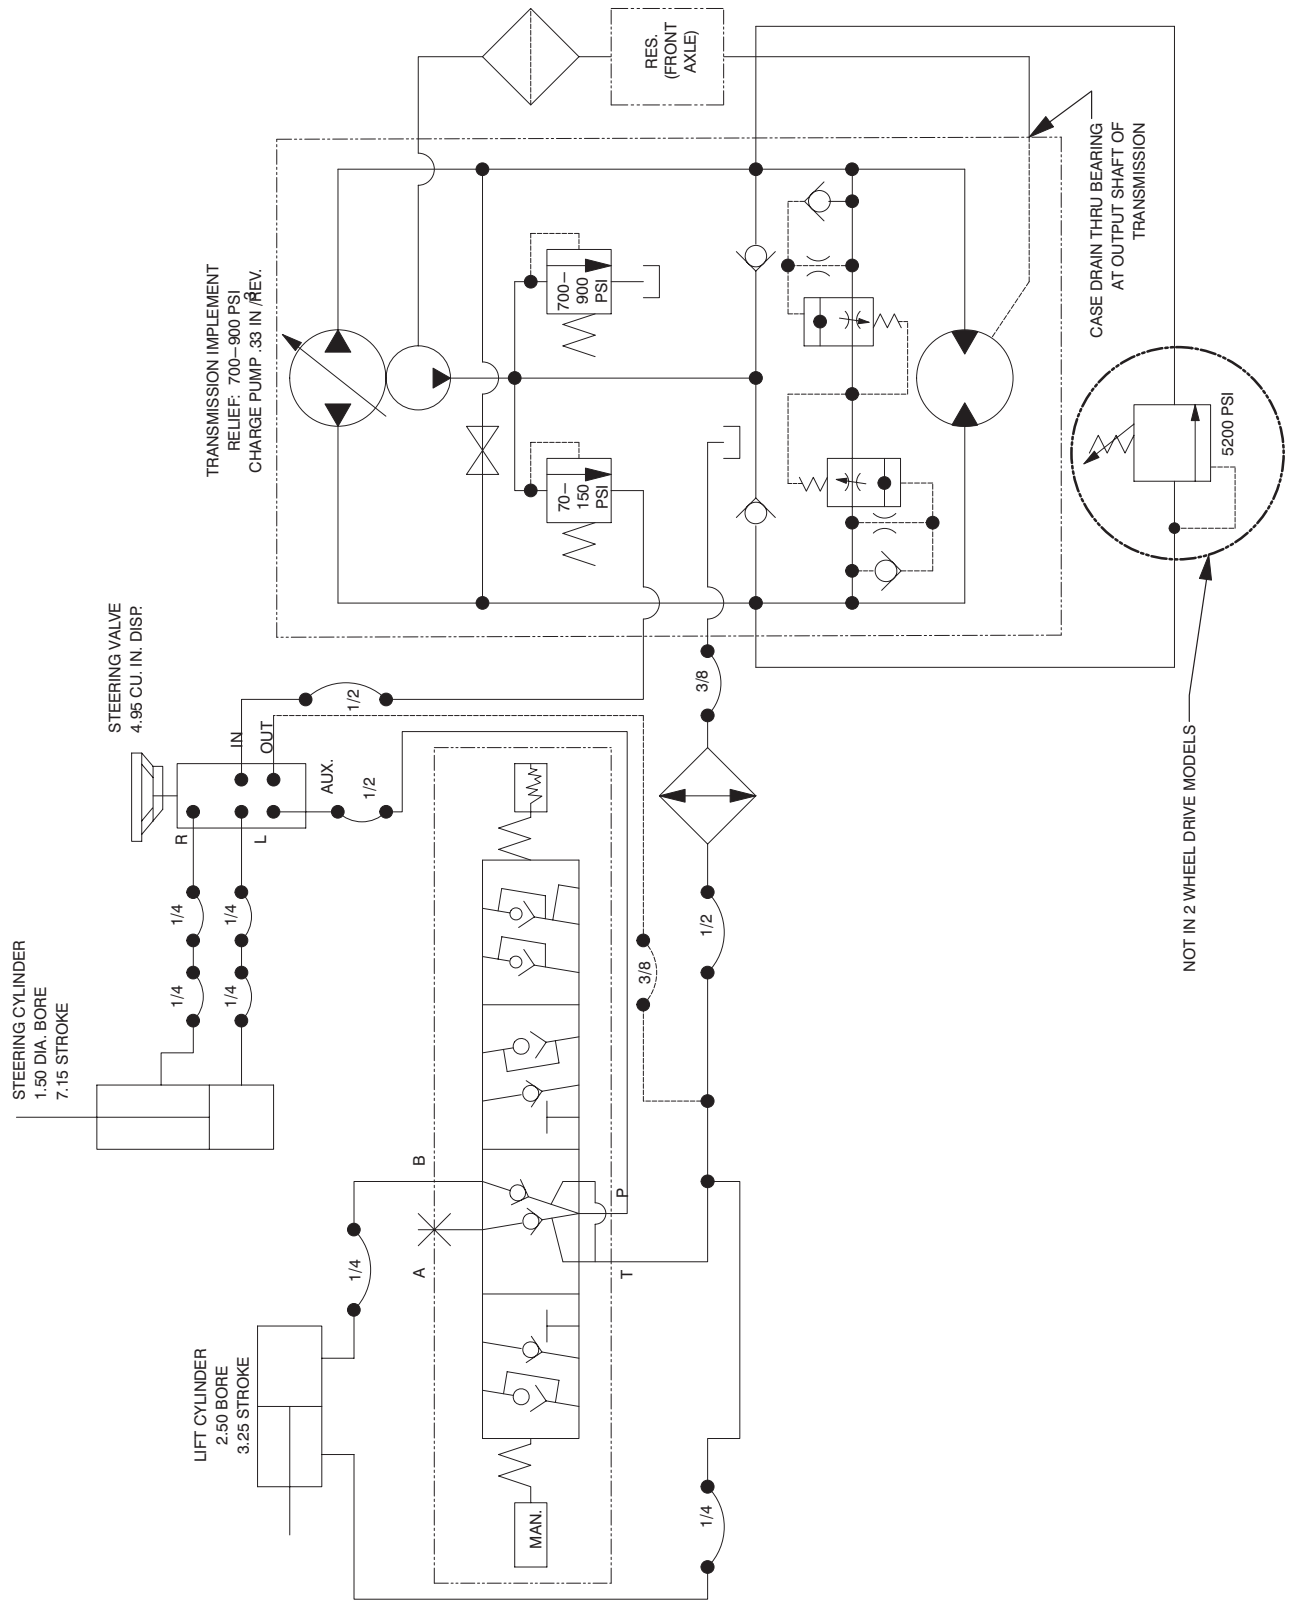 STEERING CYLINDER
1.50 DIA. BORE
7.15 STROKE
STEERING VALVE
4.95 CU. IN. DISP.
TRANSMISSION IMPLEMENT
RELIEF: 700–900 PSI
CHARGE PUMP .33 IN³/REV.
RES.
(FRONT
AXLE)
CASE DRAIN THRU BEARING
AT OUTPUT SHAFT OF
TRANSMISSION
700–
900
PSI
70–
150
PSI
5200 PSI
NOT IN 2 WHEEL DRIVE MODELS
IN
OUT
AUX.
R
L
1/2
1/2
1/4
1/4
1/4
1/4
3/8
3/8
1/2
LIFT CYLINDER
2.50 BORE
3.25 STROKE
1/4
A
B
T
P
MAN.
1/4